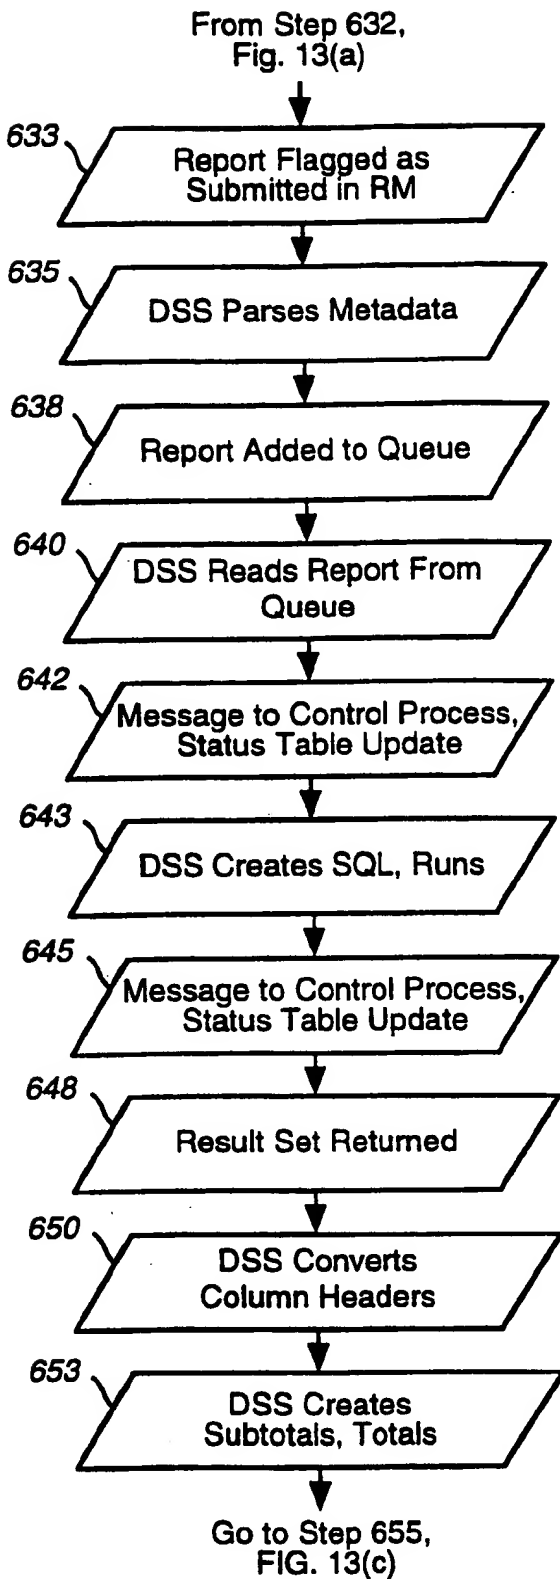 From Step 632,
Fig. 13(a)
633
Report Flagged as
Submitted in RM
635
DSS Parses Metadata
638
Report Added to Queue
640
DSS Reads Report From
Queue
642
Message to Control Process,
Status Table Update
643
DSS Creates SQL, Runs
645
Message to Control Process,
Status Table Update
648
Result Set Returned
650
DSS Converts
Column Headers
653
DSS Creates
Subtotals, Totals
Go to Step 655,
FIG. 13(c)